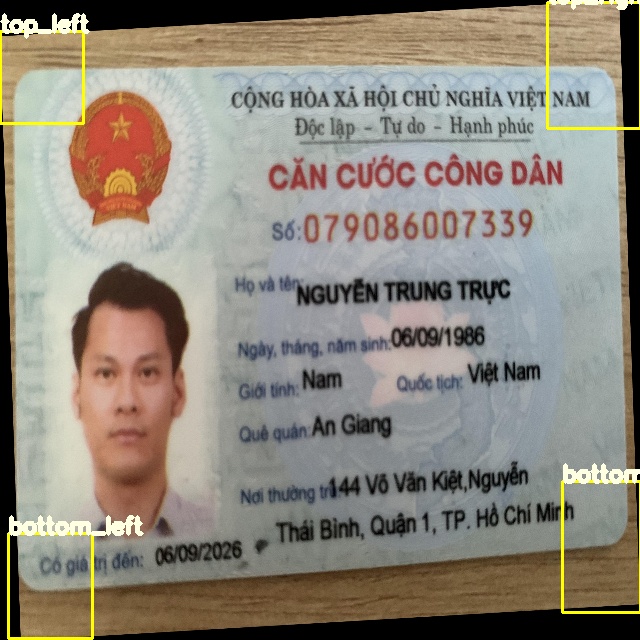 top_left
CỘNG HÒA XÃ HỘI CHỦ NGHĨA VIỆT NAM
Độc lập - Tự do - Hạnh phúc
CĂN CƯỚC CÔNG DÂN
Số: 079086007339
Họ và tên: NGUYỄN TRUNG TRỰC
Ngày, tháng, năm sinh: 06/09/1986
Giới tính: Nam Quốc tịch: Việt Nam
Quê quán: An Giang
Nơi thường trú 144 Võ Văn Kiệt,Nguyễn
Thái Bình, Quận 1, TP. Hồ Chí Minh
bottom
bottom_left
Có giá trị đến: 06/09/2026